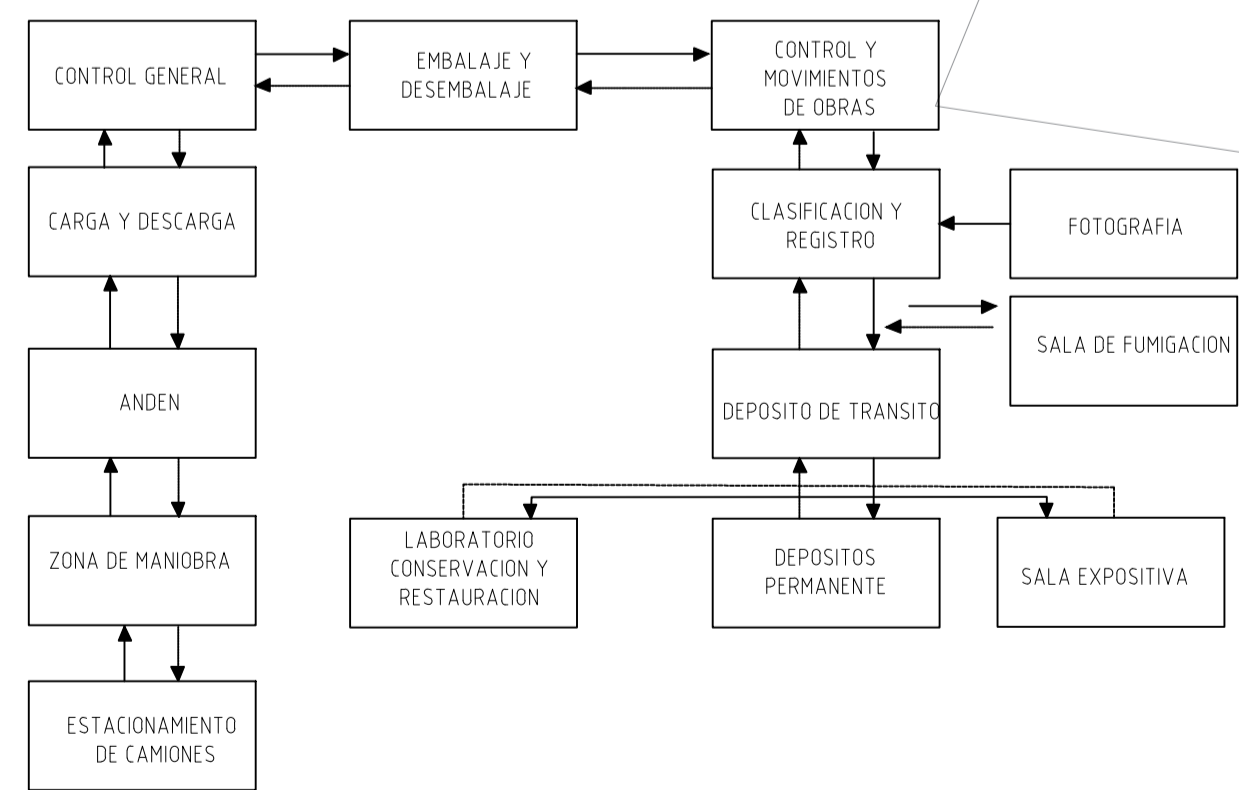 CONTROL GENERAL
EMBALAJE Y
DESEMBALAJE
CONTROL Y
MOVIMIENTOS
DE OBRAS
CARGA Y DESCARGA
CLASIFICACION Y
REGISTRO
FOTOGRAFIA
SALA DE FUMIGACION
ANDEN
DEPOSITO DE TRANSITO
ZONA DE MANIOBRA
LABORATORIO
CONSERVACION Y
RESTAURACION
DEPOSITOS
PERMANENTE
SALA EXPOSITIVA
ESTACIONAMIENTO
DE CAMIONES